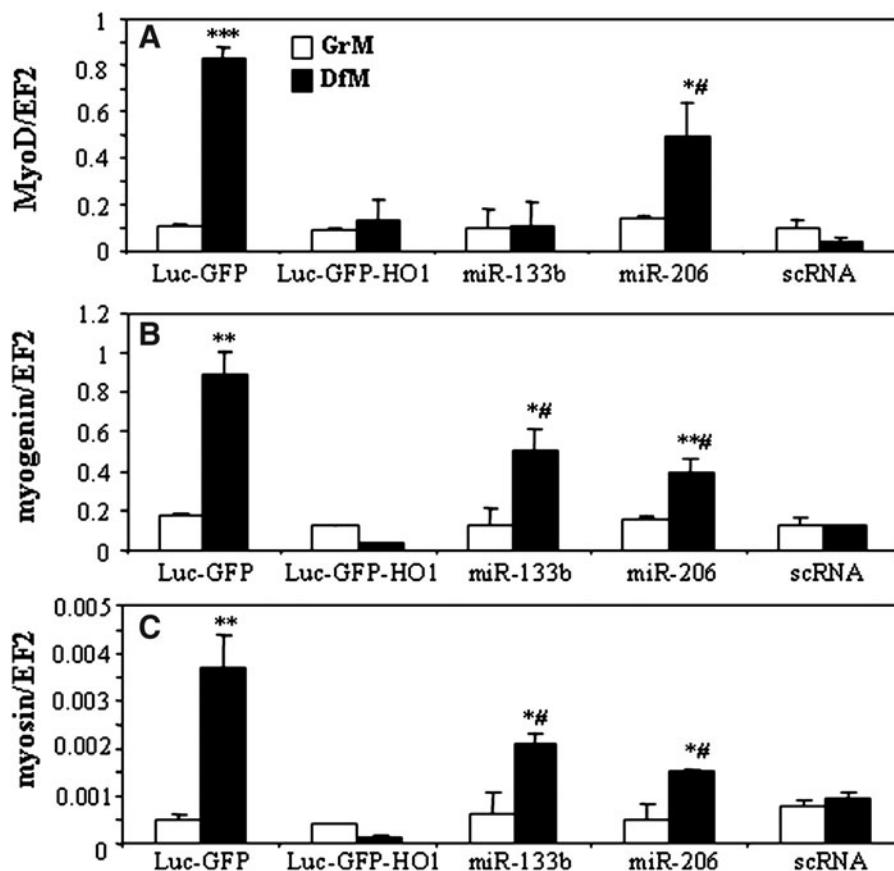 A
GrM
DfM
MyoD/EF2
1
0.8
0.6
0.4
0.2
0
***
*#
Luc-GFP Luc-GFP-HO1 miR-133b miR-206 scRNA
B
myogenin/EF2
1.2
1
0.8
0.6
0.4
0.2
0
**
*#
**#
Luc-GFP Luc-GFP-HO1 miR-133b miR-206 scRNA
C
myosin/EF2
0.005
0.004
0.003
0.002
0.001
0
**
*#
*#
Luc-GFP Luc-GFP-HO1 miR-133b miR-206 scRNA